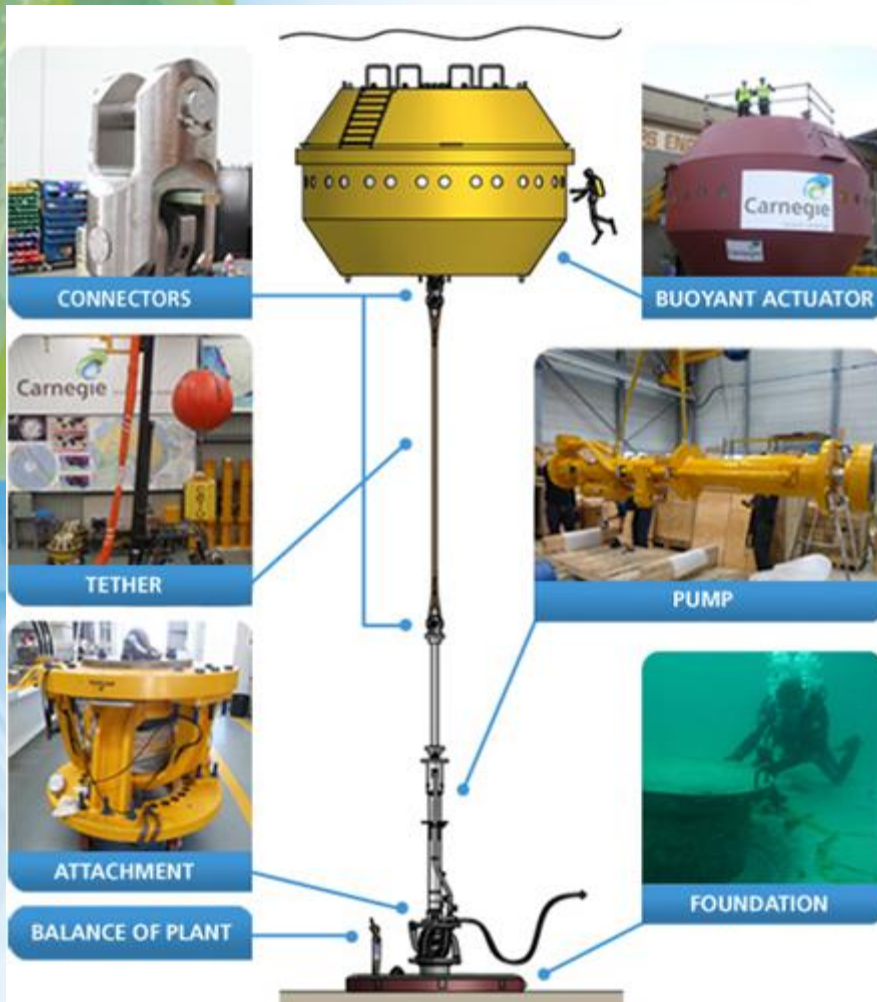 CONNECTORS
Carnegie
BUOYANT ACTUATOR
Carnegie
TETHER
PUMP
ATTACHMENT
BALANCE OF PLANT
FOUNDATION